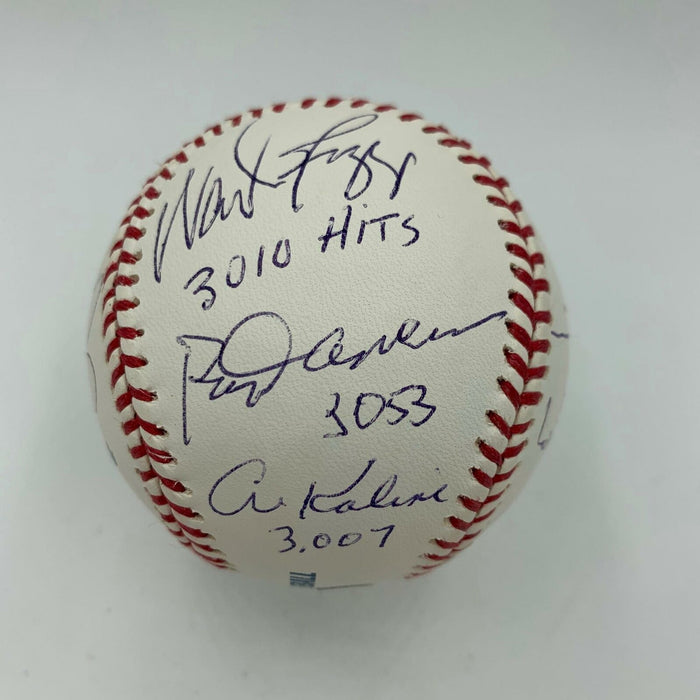 Wade Boggs
3010 HITS
Rod Carew
3053
Al Kaline
3,007